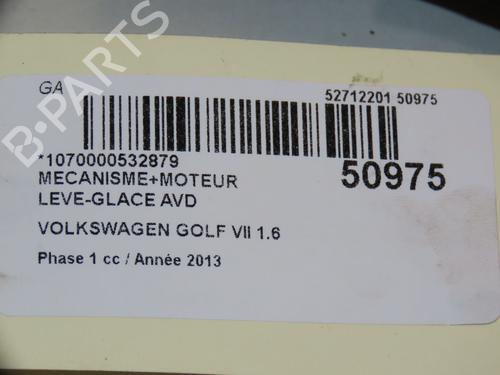 GA
52712201 50975
*1070000532879
50975
MECANISME+MOTEUR
LEVE-GLACE AVD
VOLKSWAGEN GOLF VII 1.6
Phase 1 cc / Année 2013
B-PARTS